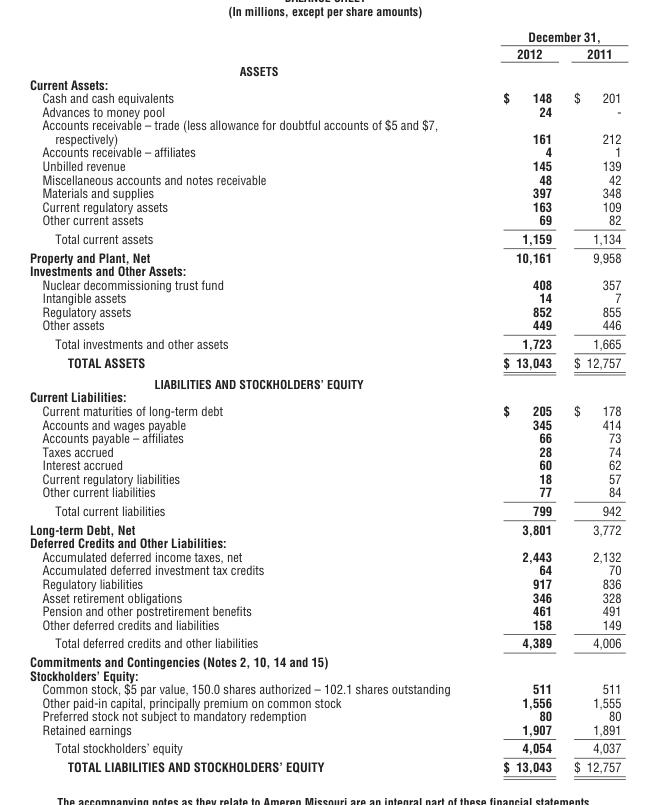 (In millions, except per share amounts)
December 31,
2012 2011
ASSETS
Current Assets:
Cash and cash equivalents $ 148 $ 201
Advances to money pool 24 -
Accounts receivable – trade (less allowance for doubtful accounts of $5 and $7,
respectively) 161 212
Accounts receivable – affiliates 4 1
Unbilled revenue 145 139
Miscellaneous accounts and notes receivable 48 42
Materials and supplies 397 348
Current regulatory assets 163 109
Other current assets 69 82
Total current assets 1,159 1,134
Property and Plant, Net 10,161 9,958
Investments and Other Assets:
Nuclear decommissioning trust fund 408 357
Intangible assets 14 7
Regulatory assets 852 855
Other assets 449 446
Total investments and other assets 1,723 1,665
TOTAL ASSETS $ 13,043 $ 12,757
LIABILITIES AND STOCKHOLDERS' EQUITY
Current Liabilities:
Current maturities of long-term debt $ 205 $ 178
Accounts and wages payable 345 414
Accounts payable – affiliates 66 73
Taxes accrued 28 74
Interest accrued 60 62
Current regulatory liabilities 18 57
Other current liabilities 77 84
Total current liabilities 799 942
Long-term Debt, Net 3,801 3,772
Deferred Credits and Other Liabilities:
Accumulated deferred income taxes, net 2,443 2,132
Accumulated deferred investment tax credits 64 70
Regulatory liabilities 917 836
Asset retirement obligations 346 328
Pension and other postretirement benefits 461 491
Other deferred credits and liabilities 158 149
Total deferred credits and other liabilities 4,389 4,006
Commitments and Contingencies (Notes 2, 10, 14 and 15)
Stockholders' Equity:
Common stock, $5 par value, 150.0 shares authorized – 102.1 shares outstanding 511 511
Other paid-in capital, principally premium on common stock 1,556 1,555
Preferred stock not subject to mandatory redemption 80 80
Retained earnings 1,907 1,891
Total stockholders' equity 4,054 4,037
TOTAL LIABILITIES AND STOCKHOLDERS' EQUITY $ 13,043 $ 12,757
The accompanying notes as they relate to Ameren Missouri are an integral part of these financial statements